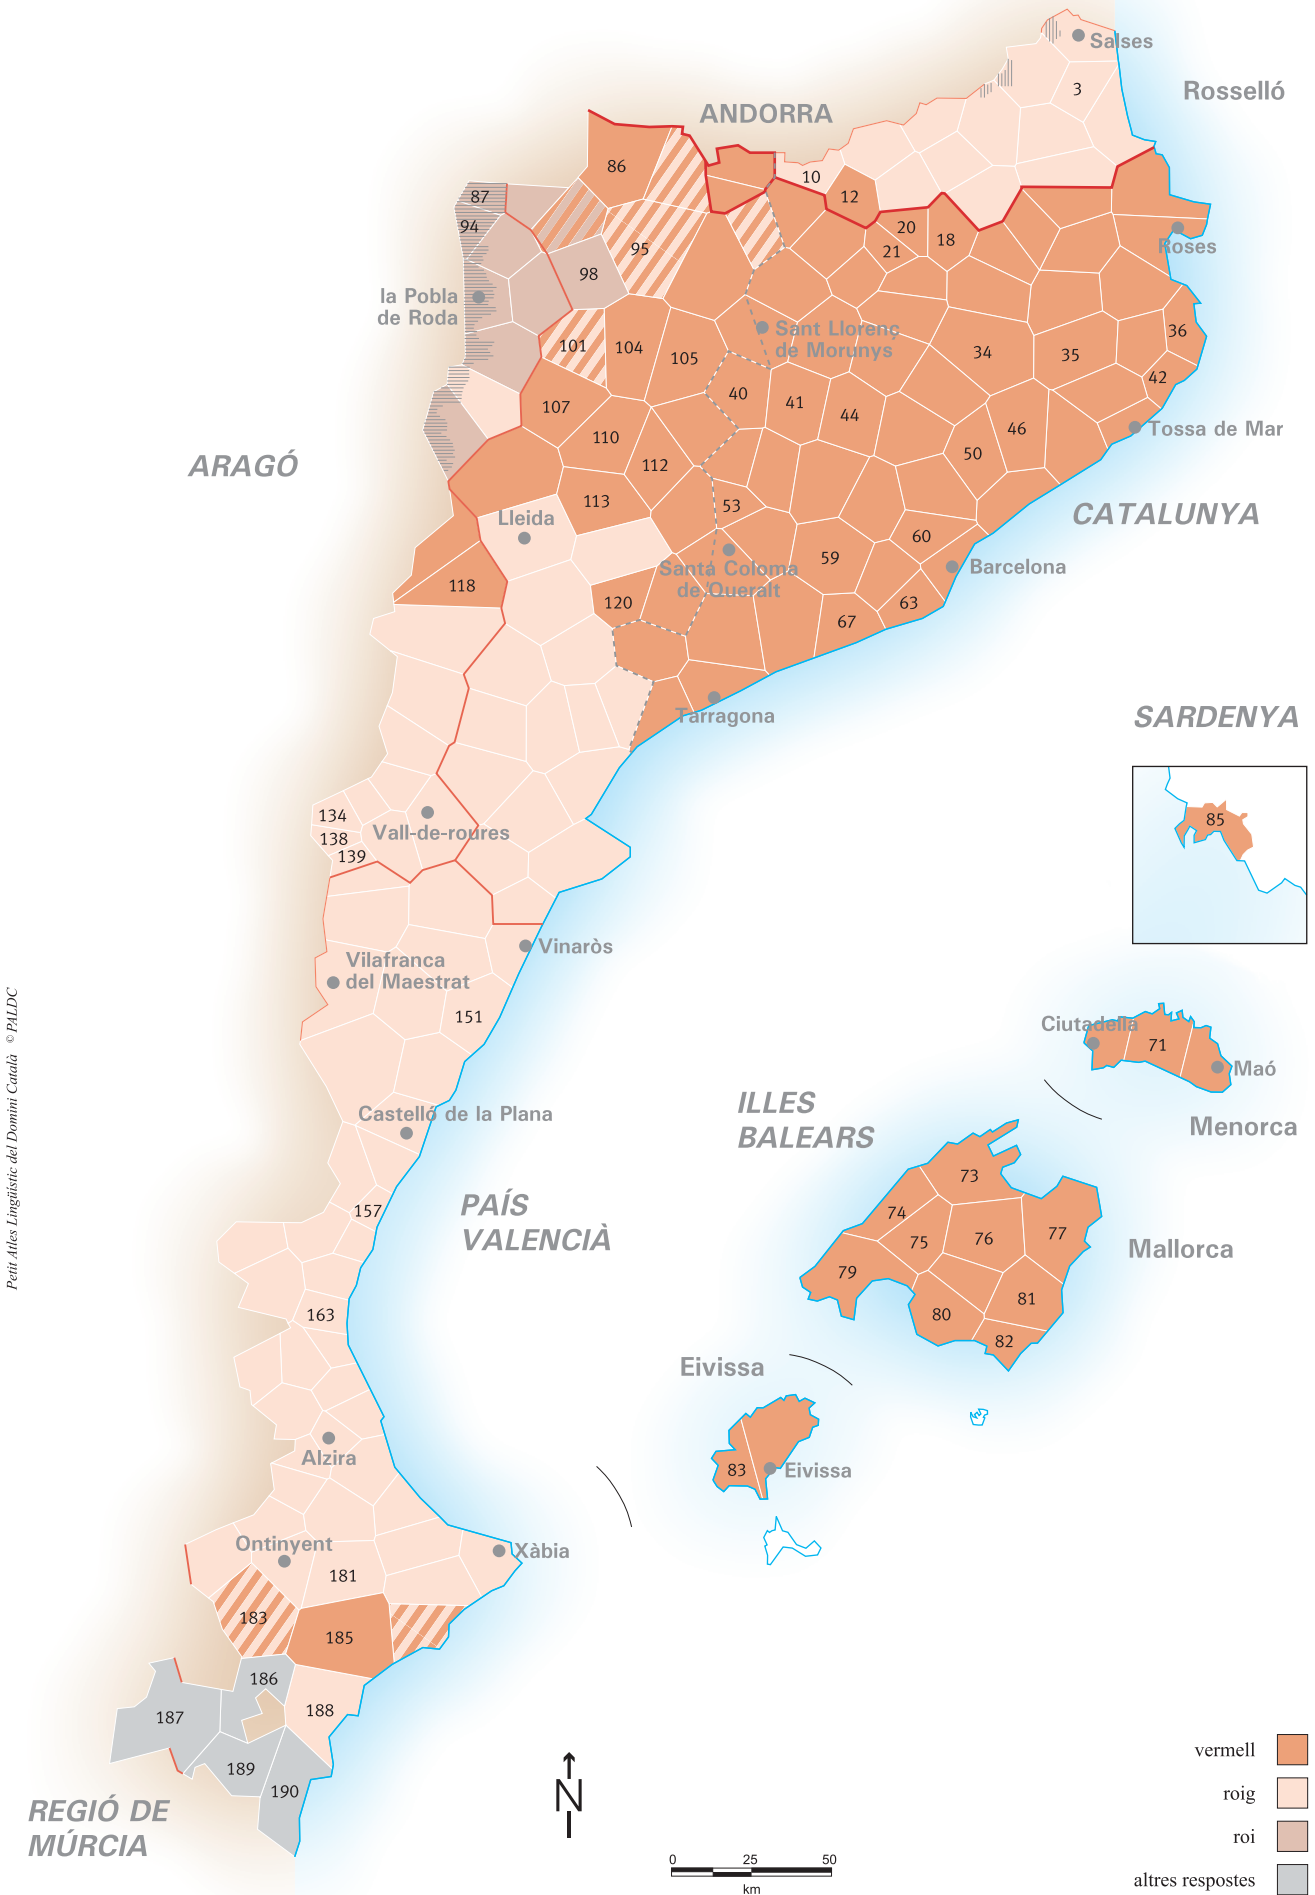 Salses
Rosselló
3
ANDORRA
86
10
12
87
94
20
18
21
95
Roses
98
la Pobla
de Roda
Sant Llorenç
de Morunys
36
101
104
105
34
35
42
40
41
44
107
46
Tossa de Mar
110
50
ARAGÓ
112
113
53
CATALUNYA
Lleida
60
59
Santa Coloma
de Queralt
Barcelona
118
120
63
67
Tarragona
SARDENYA
85
134
138
139
Vall-de-roures
Vinaròs
Vilafranca
del Maestrat
151
Ciutadella
71
Maó
Menorca
Castelló de la Plana
ILLES
BALEARS
73
157
PAÍS
VALENCIÀ
74
75
76
77
Mallorca
79
81
80
82
163
Eivissa
83
Eivissa
Alzira
Ontinyent
Xàbia
181
183
185
186
187
188
189
190
REGIÓ DE
MÚRCIA
N
0 25 50
km
vermell
roig
roi
altres respostes
Petit Atles Lingüístic del Domini Català © PALDC